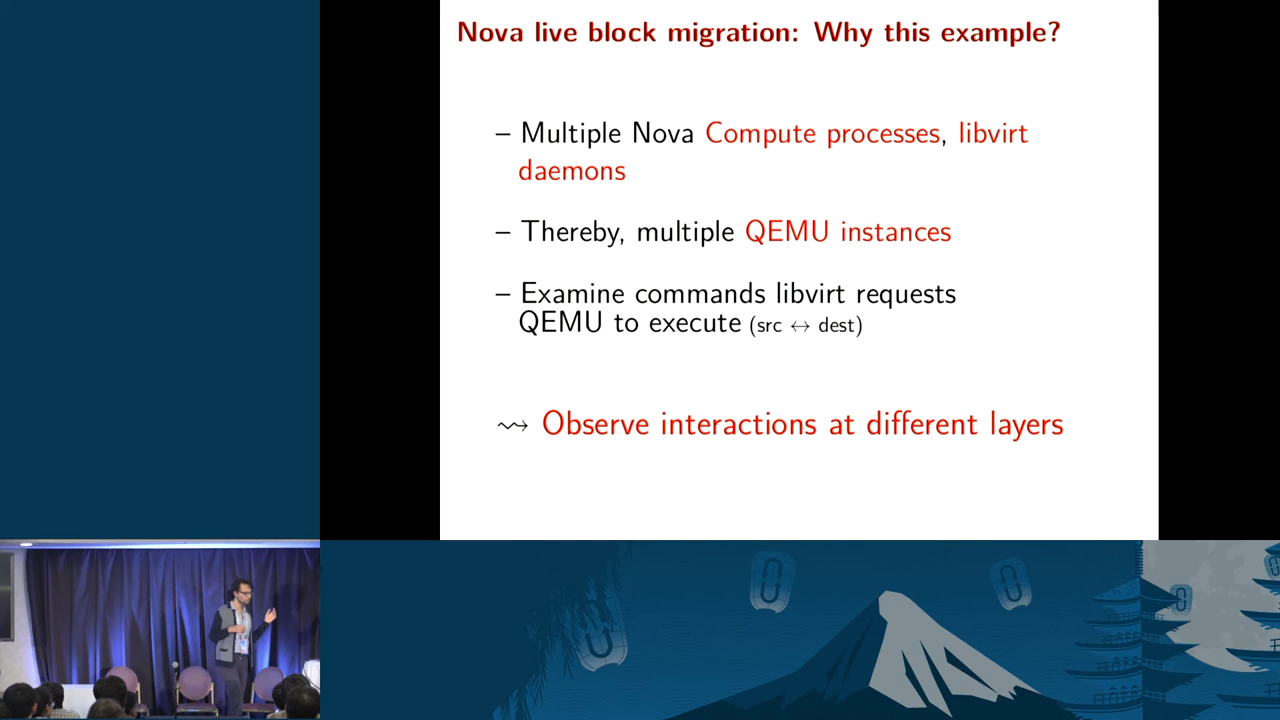 Nova live block migration: Why this example?
– Multiple Nova Compute processes, libvirt
daemons
– Thereby, multiple QEMU instances
– Examine commands libvirt requests
QEMU to execute (src ↔ dest)
⇝ Observe interactions at different layers